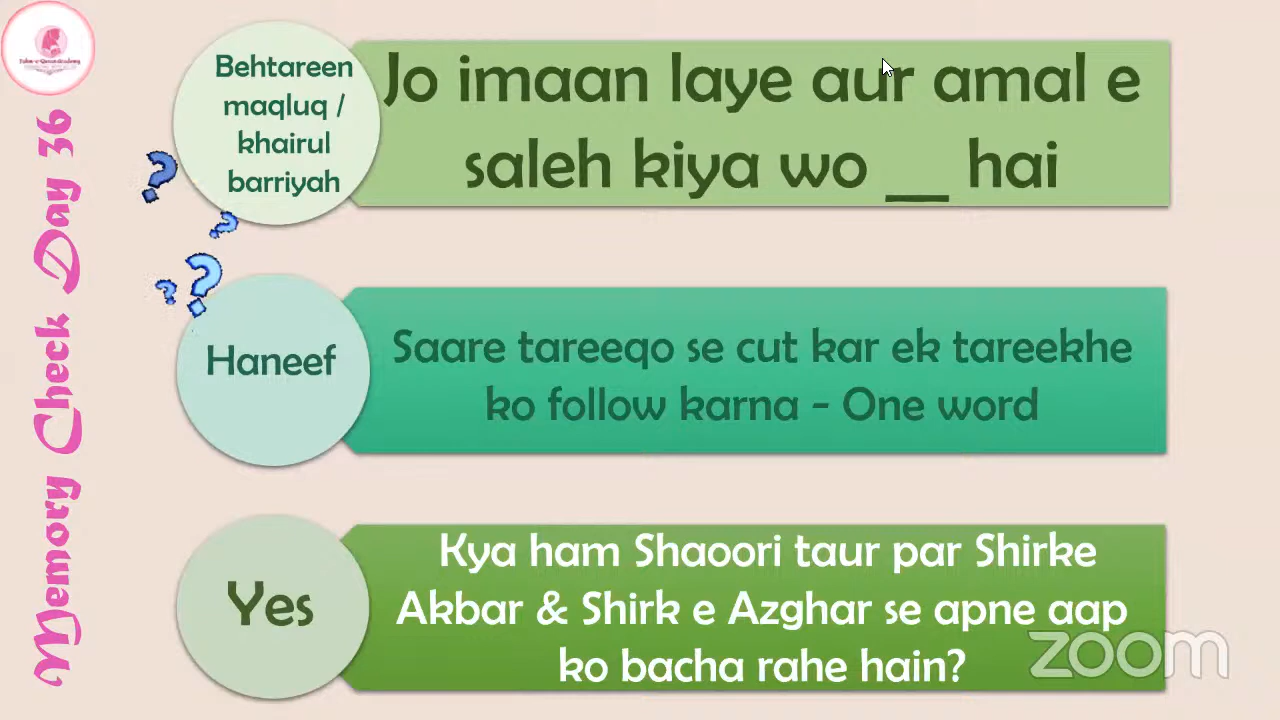 Memory Check Day 36
Behtareen
maqluq /
khairul
barriyah
Jo imaan laye aur amal e
saleh kiya wo __ hai
Haneef
Saare tareeqo se cut kar ek tareekhe
ko follow karna - One word
Yes
Kya ham Shaoori taur par Shirke
Akbar & Shirk e Azghar se apne aap
ko bacha rahe hain?
zoom